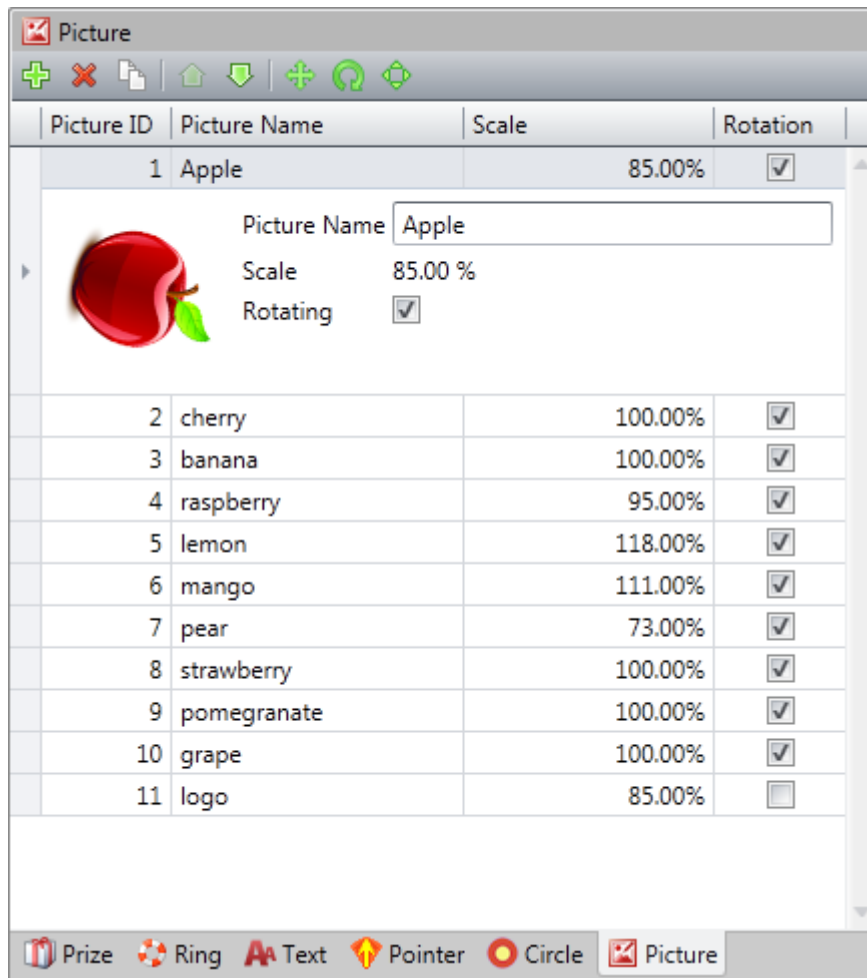 Picture
Picture ID Picture Name Scale Rotation
1 Apple 85.00%
Picture Name Apple
Scale 85.00 %
Rotating
2 cherry 100.00%
3 banana 100.00%
4 raspberry 95.00%
5 lemon 118.00%
6 mango 111.00%
7 pear 73.00%
8 strawberry 100.00%
9 pomegranate 100.00%
10 grape 100.00%
11 logo 85.00%
Prize Ring AA Text Pointer Circle Picture